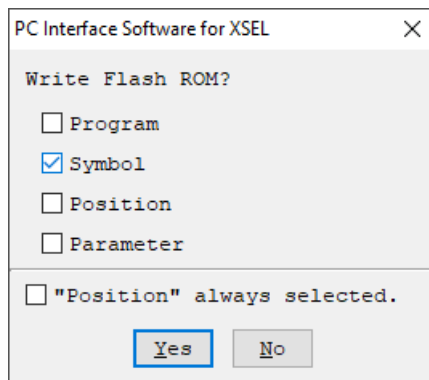 PC Interface Software for XSEL
Write Flash ROM?
Program
Symbol
Position
Parameter
"Position" always selected.
Yes
No